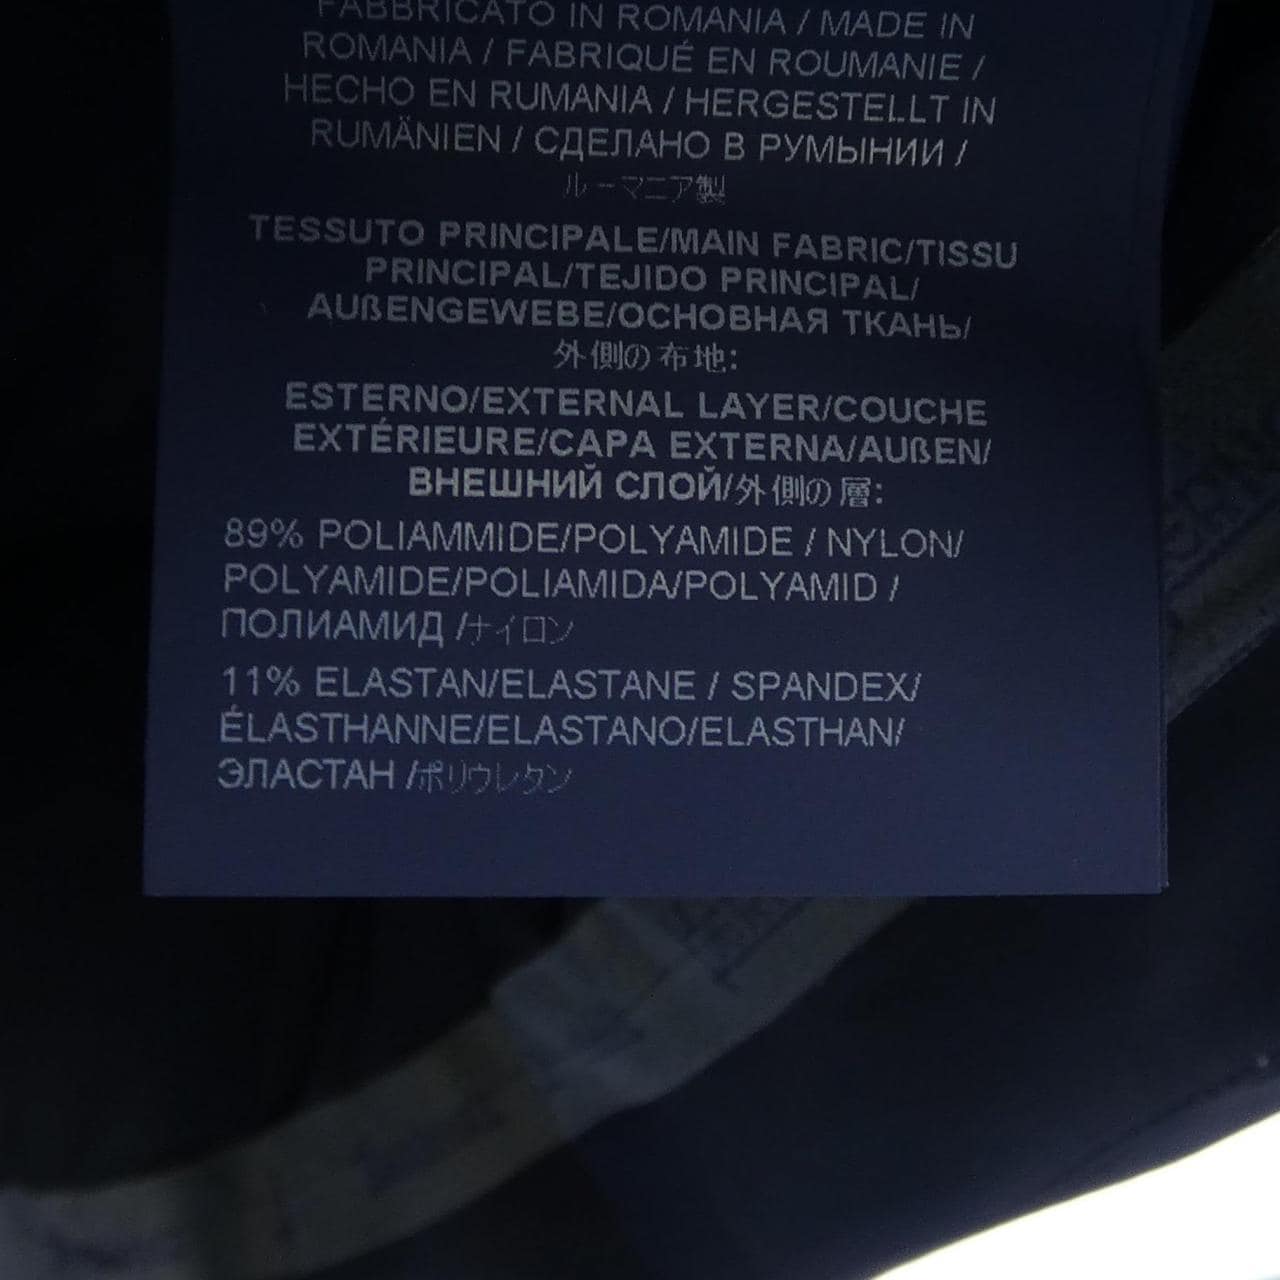 FABBRICATO IN ROMANIA / MADE IN
ROMANIA / FABRIQUÉ EN ROUMANIE /
HECHO EN RUMANIA / HERGESTELLT IN
RUMÄNIEN / СДЕЛАНО В РУМЫНИИ /
ルーマニア製
TESSUTO PRINCIPALE/MAIN FABRIC/TISSU
PRINCIPAL/TEJIDO PRINCIPAL/
AUßENGEWEBE/ОСНОВНАЯ ТКАНЬ/
外側の布地:
ESTERNO/EXTERNAL LAYER/COUCHE
EXTÉRIEURE/CAPA EXTERNA/AUßEN/
ВНЕШНИЙ СЛОЙ/外側の層:
89% POLIAMMIDE/POLYAMIDE / NYLON/
POLYAMIDE/POLIAMIDA/POLYAMID /
ПОЛИАМИД /ナイロン
11% ELASTAN/ELASTANE / SPANDEX/
ÉLASTHANNE/ELASTANO/ELASTHAN/
ЭЛАСТАН /ポリウレタン